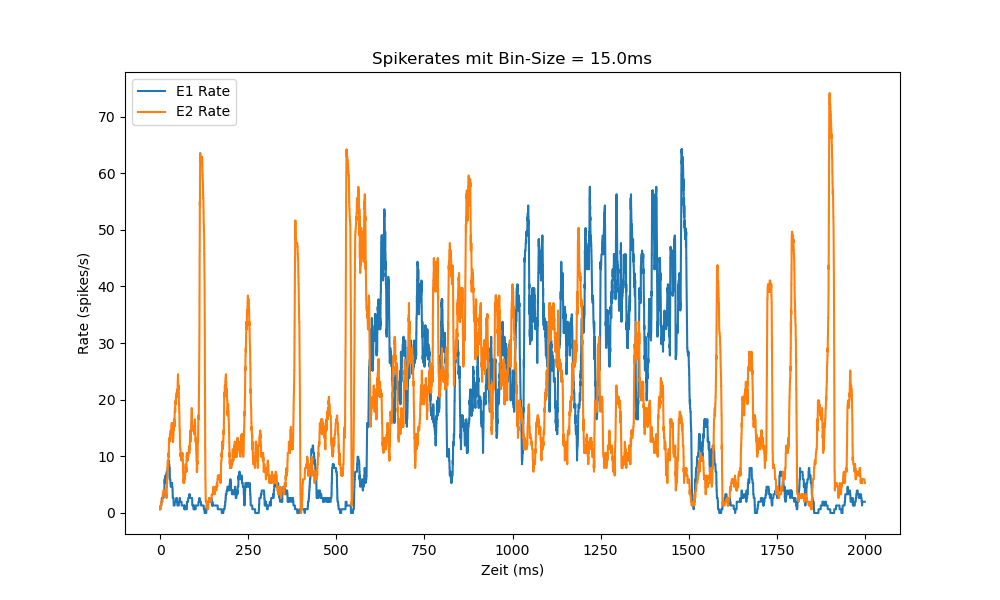 Spikerates mit Bin-Size = 15.0ms
E1 Rate
E2 Rate
70
60
50
40
30
20
10
0
Rate (spikes/s)
0 250 500 750 1000 1250 1500 1750 2000
Zeit (ms)